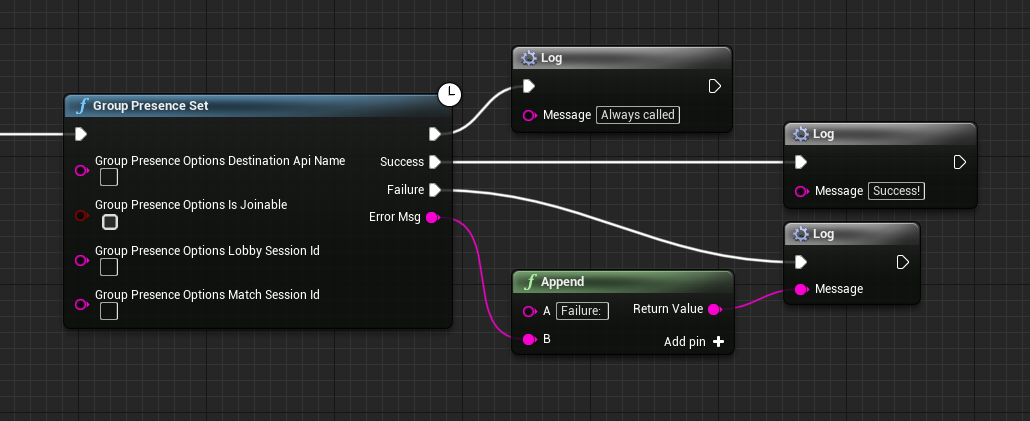 Group Presence Set
Group Presence Options Destination Api Name
Group Presence Options Is Joinable
Group Presence Options Lobby Session Id
Group Presence Options Match Session Id
Success
Failure
Error Msg
Log
Message Always called
Log
Message Success!
Log
Message
Append
A Failure: Return Value
B Add pin